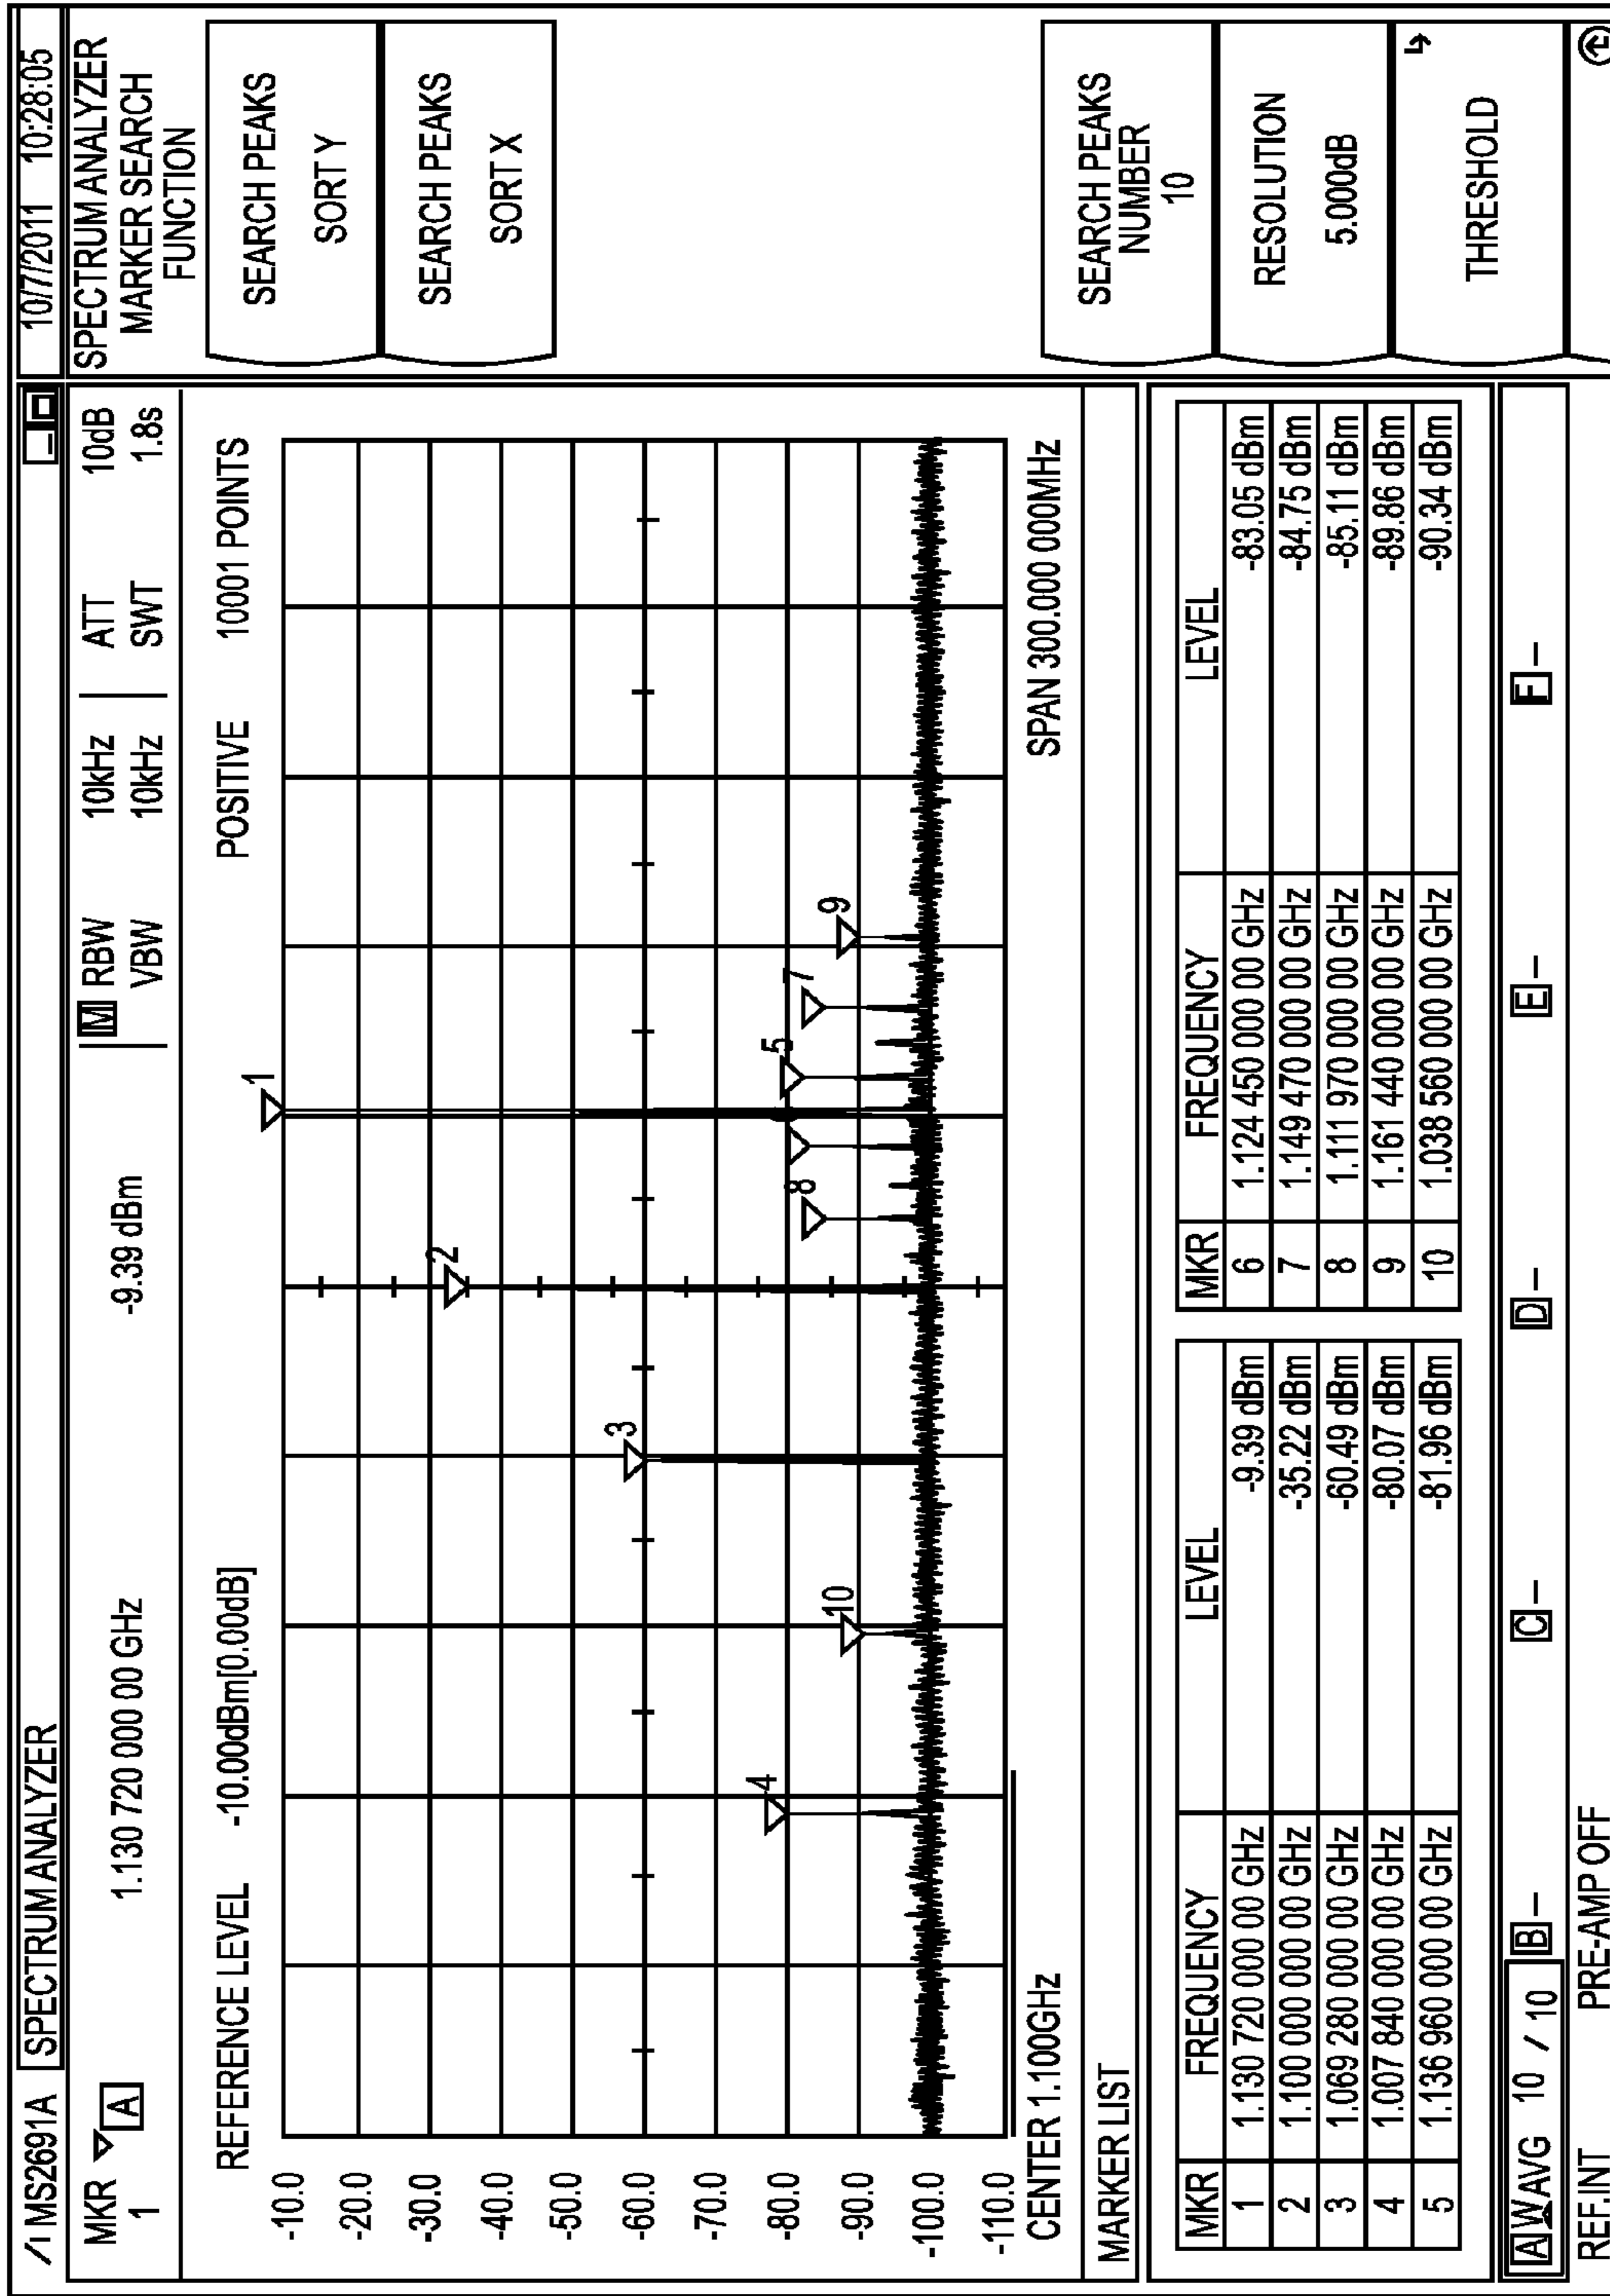 /ı MS2691A SPECTRUM ANALYZER 10/7/2011 10:28:05
MKR A 1.130 720 000 00 GHz -9.39 dBm M RBW 10kHz ATT 10dB
1 VBW 10kHz SWT 1.8s
REFERENCE LEVEL -10.00dBm[0.00dB] POSITIVE 10001 POINTS
-10.0
-20.0
-30.0
-40.0
-50.0
-60.0
-70.0
-80.0
-90.0
-100.0
-110.0
1
2
3
4
5
7
8
9
10
CENTER 1.100GHz SPAN 300.000 000MHz
MARKER LIST
MKR FREQUENCY LEVEL MKR FREQUENCY LEVEL
1 1.130 720 000 00 GHz -9.39 dBm 6 1.124 450 000 00 GHz -83.05 dBm
2 1.100 000 000 00 GHz -35.22 dBm 7 1.149 470 000 00 GHz -84.75 dBm
3 1.069 280 000 00 GHz -60.49 dBm 8 1.111 970 000 00 GHz -85.11 dBm
4 1.007 840 000 00 GHz -80.07 dBm 9 1.161 440 000 00 GHz -89.86 dBm
5 1.136 960 000 00 GHz -81.96 dBm 10 1.038 560 000 00 GHz -90.34 dBm
A W AVG 10 / 10 B – C – D – E – F –
REF.INT PRE-AMP OFF
SPECTRUM ANALYZER
MARKER SEARCH
FUNCTION
SEARCH PEAKS
SORT Y
SEARCH PEAKS
SORT X
SEARCH PEAKS
NUMBER
10
RESOLUTION
5.000dB
THRESHOLD